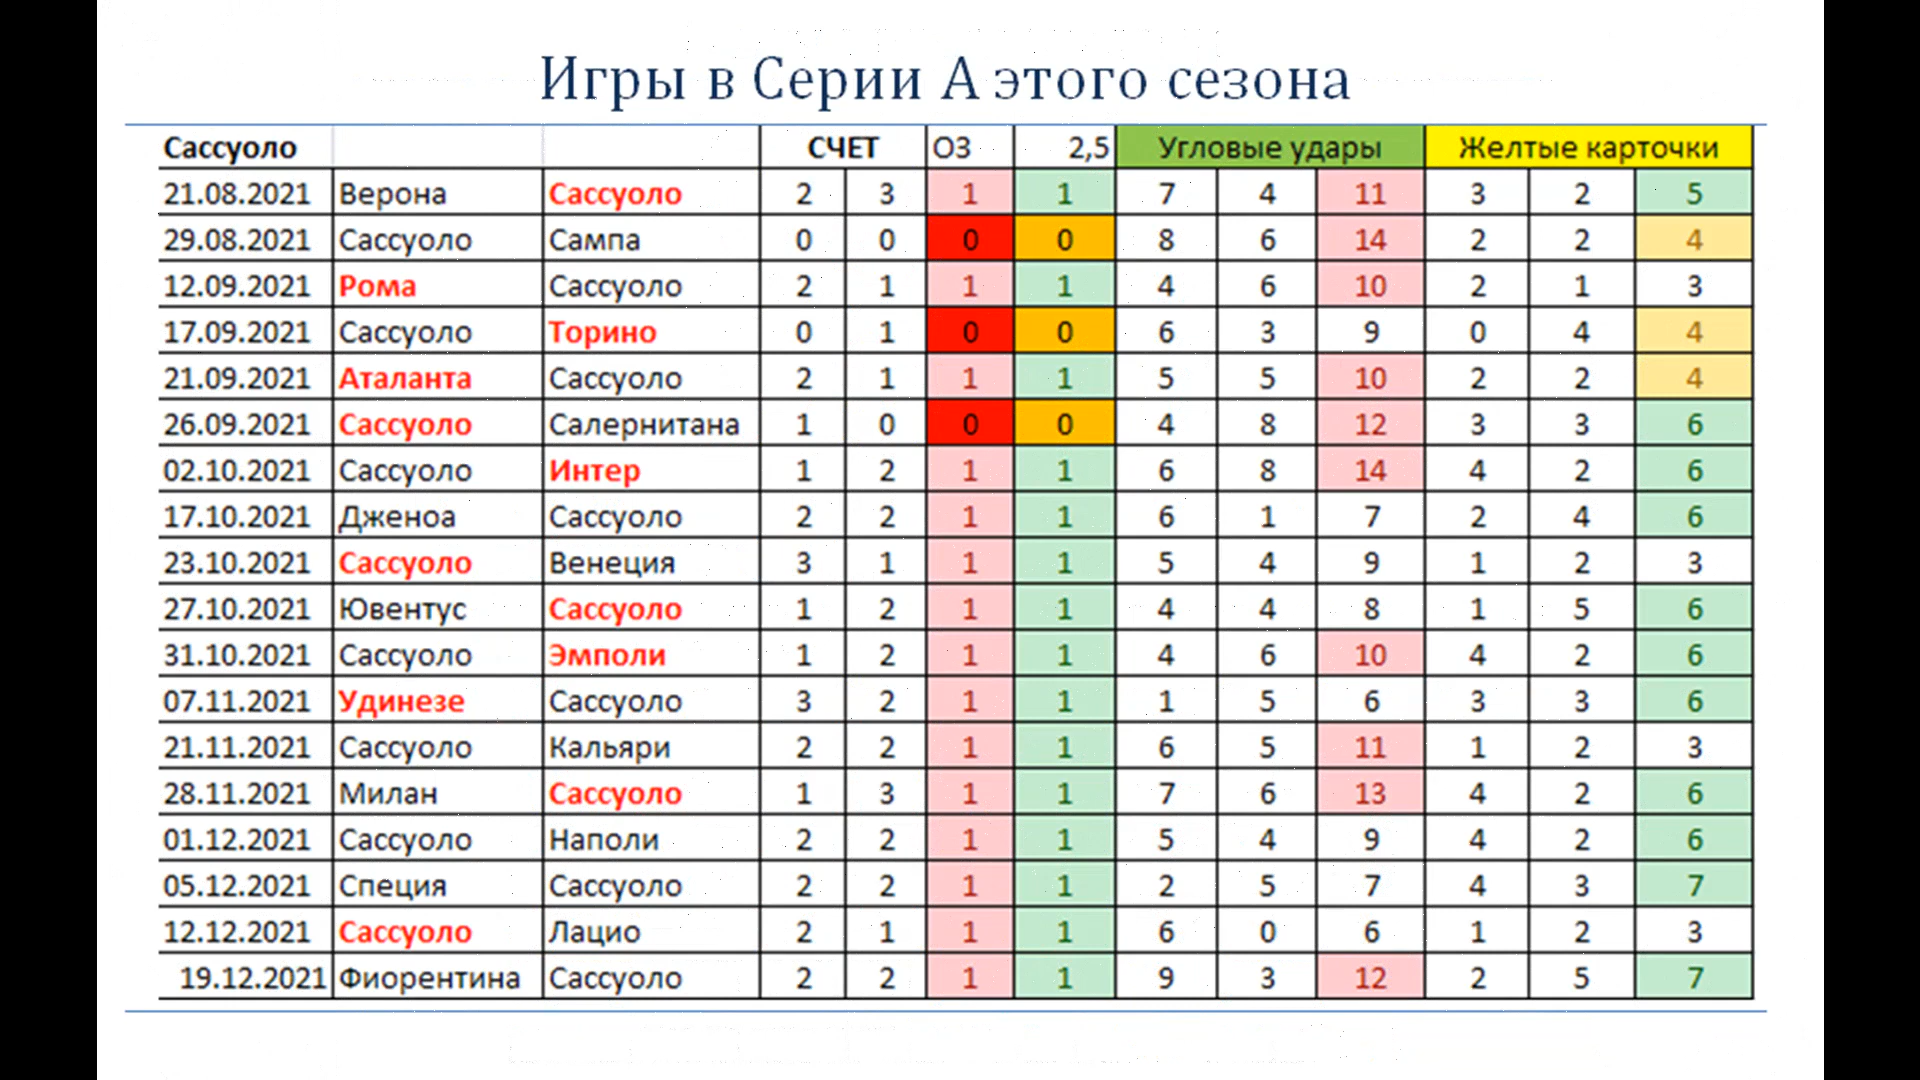 Игры в Серии А этого сезона
Сассуоло СЧЕТ ОЗ 2,5 Угловые удары Желтые карточки
21.08.2021 Верона Сассуоло 2 3 1 1 7 4 11 3 2 5
29.08.2021 Сассуоло Сампа 0 0 0 0 8 6 14 2 2 4
12.09.2021 Рома Сассуоло 2 1 1 1 4 6 10 2 1 3
17.09.2021 Сассуоло Торино 0 1 0 0 6 3 9 0 4 4
21.09.2021 Аталанта Сассуоло 2 1 1 1 5 5 10 2 2 4
26.09.2021 Сассуоло Салернитана 1 0 0 0 4 8 12 3 3 6
02.10.2021 Сассуоло Интер 1 2 1 1 6 8 14 4 2 6
17.10.2021 Дженоа Сассуоло 2 2 1 1 6 1 7 2 4 6
23.10.2021 Сассуоло Венеция 3 1 1 1 5 4 9 1 2 3
27.10.2021 Ювентус Сассуоло 1 2 1 1 4 4 8 1 5 6
31.10.2021 Сассуоло Эмполи 1 2 1 1 4 6 10 4 2 6
07.11.2021 Удинезе Сассуоло 3 2 1 1 1 5 6 3 3 6
21.11.2021 Сассуоло Кальяри 2 2 1 1 6 5 11 1 2 3
28.11.2021 Милан Сассуоло 1 3 1 1 7 6 13 4 2 6
01.12.2021 Сассуоло Наполи 2 2 1 1 5 4 9 4 2 6
05.12.2021 Специя Сассуоло 2 2 1 1 2 5 7 4 3 7
12.12.2021 Сассуоло Лацио 2 1 1 1 6 0 6 1 2 3
19.12.2021 Фиорентина Сассуоло 2 2 1 1 9 3 12 2 5 7